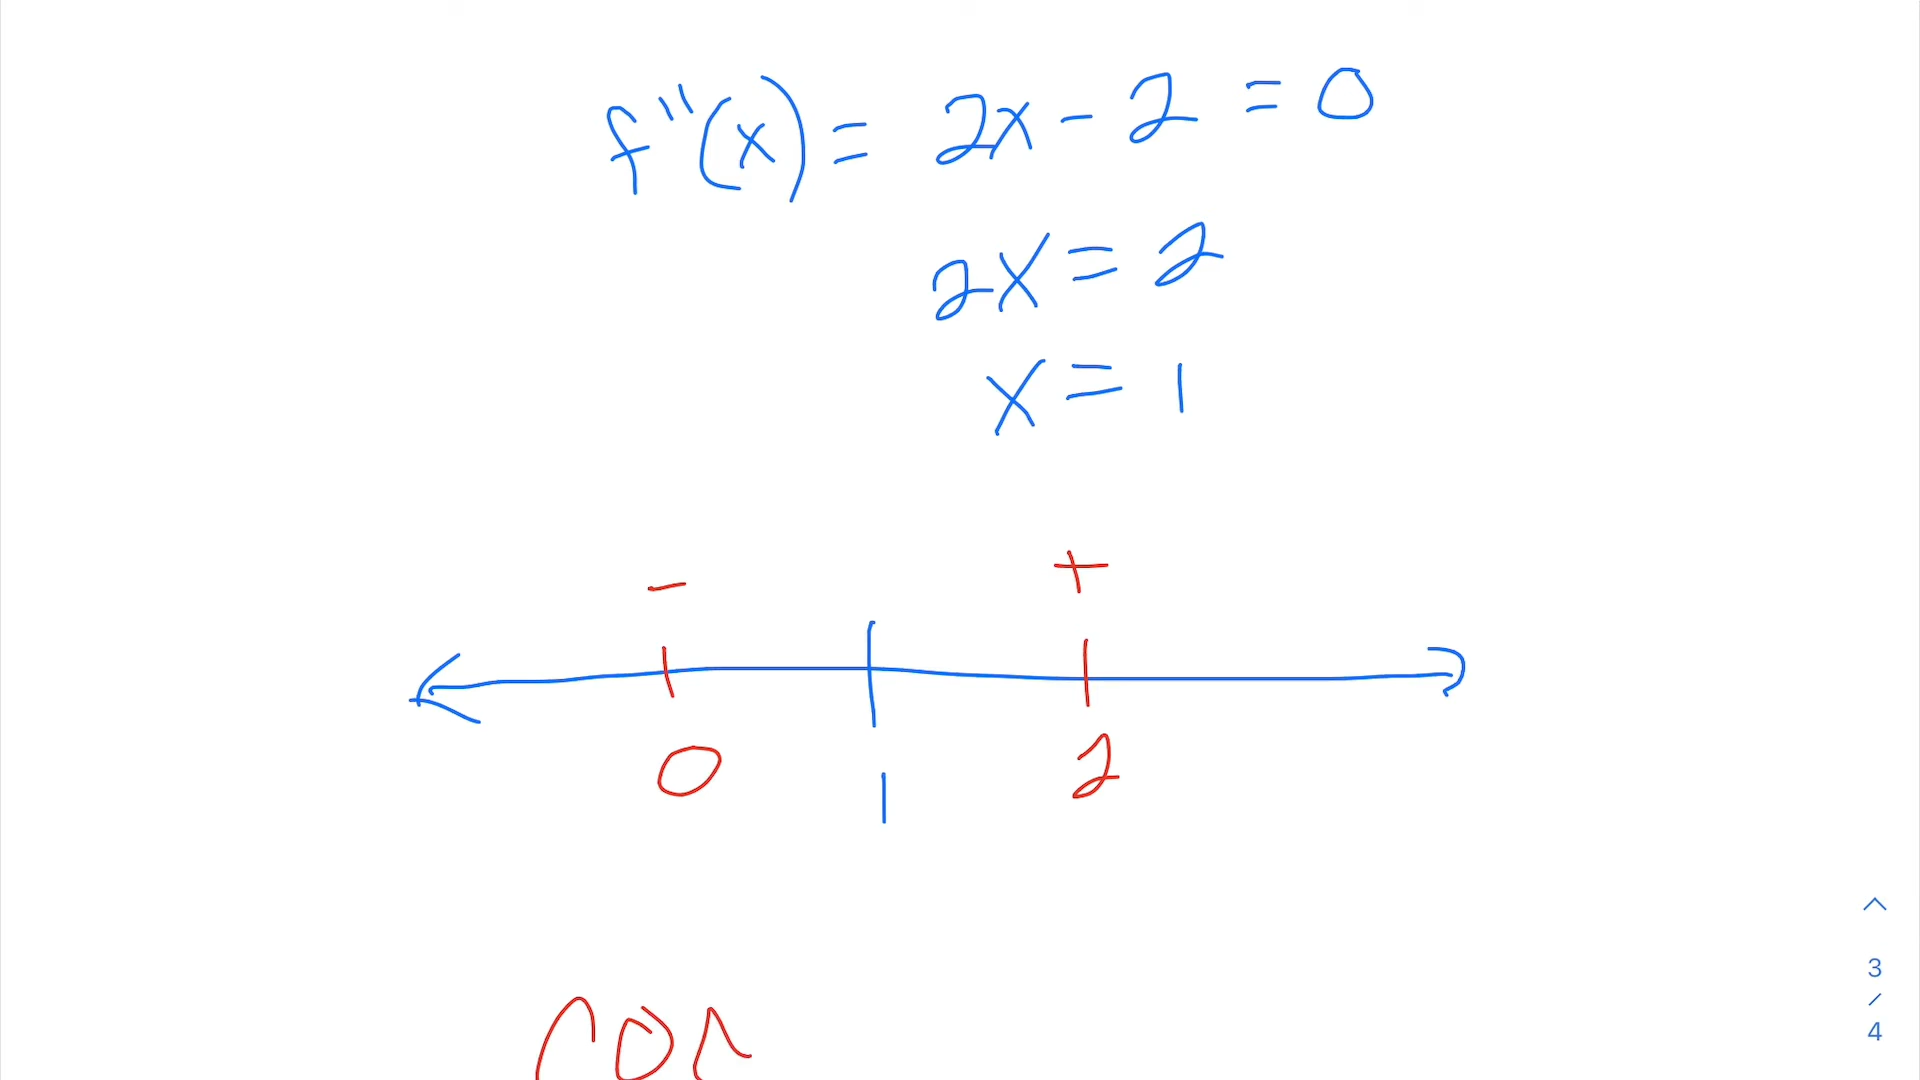 f''(x) = 2x - 2 = 0
2x = 2
x = 1
- +
0 1 2
3
/
4